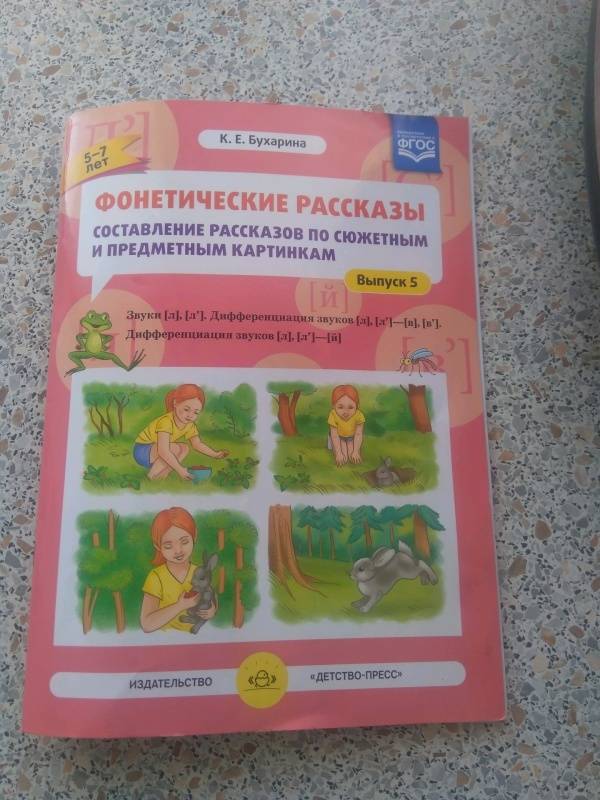 К. Е. Бухарина
5–7
лет
ФГОС
ФОНЕТИЧЕСКИЕ РАССКАЗЫ
СОСТАВЛЕНИЕ РАССКАЗОВ ПО СЮЖЕТНЫМ
И ПРЕДМЕТНЫМ КАРТИНКАМ
Выпуск 5
[й]
Звуки [л], [л’]. Дифференциация звуков [л], [л’]—[в], [в’].
Дифференциация звуков [л], [л’]—[й]
ИЗДАТЕЛЬСТВО «ДЕТСТВО-ПРЕСС»